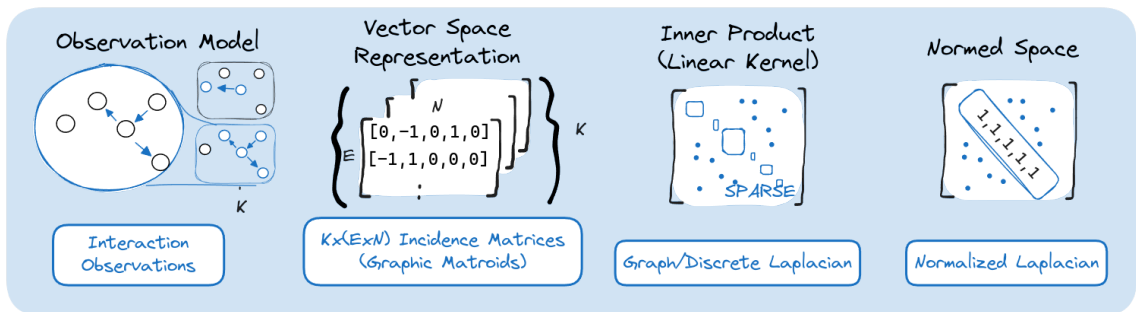 Observation Model
K
Interaction
Observations
Vector Space
Representation
N
E
[0,-1,0,1,0]
[-1,1,0,0,0]
K
Kx(ExN) Incidence Matrices
(Graphic Matroids)
Inner Product
(Linear Kernel)
SPARSE
Graph/Discrete Laplacian
Normed Space
1,1,1,1,1
Normalized Laplacian